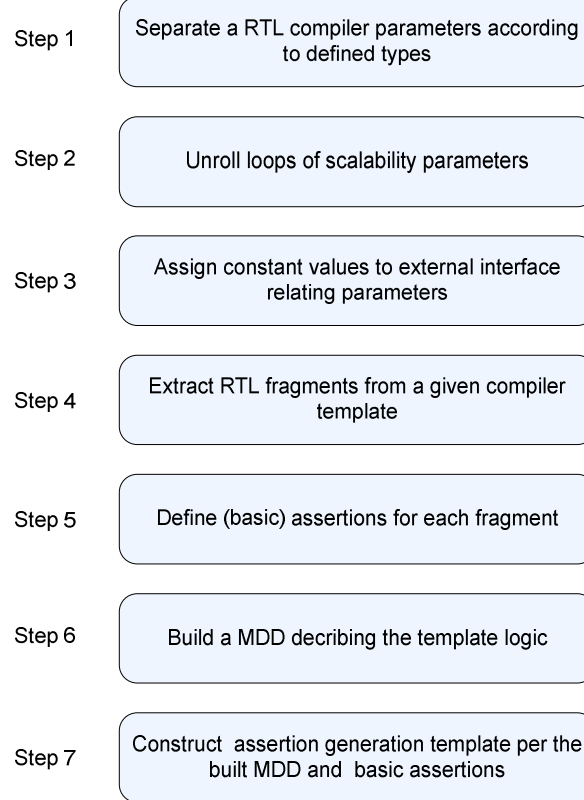 Step 1
Separate a RTL compiler parameters according
to defined types
Step 2
Unroll loops of scalability parameters
Step 3
Assign constant values to external interface
relating parameters
Step 4
Extract RTL fragments from a given compiler
template
Step 5
Define (basic) assertions for each fragment
Step 6
Build a MDD decribing the template logic
Step 7
Construct assertion generation template per the
built MDD and basic assertions